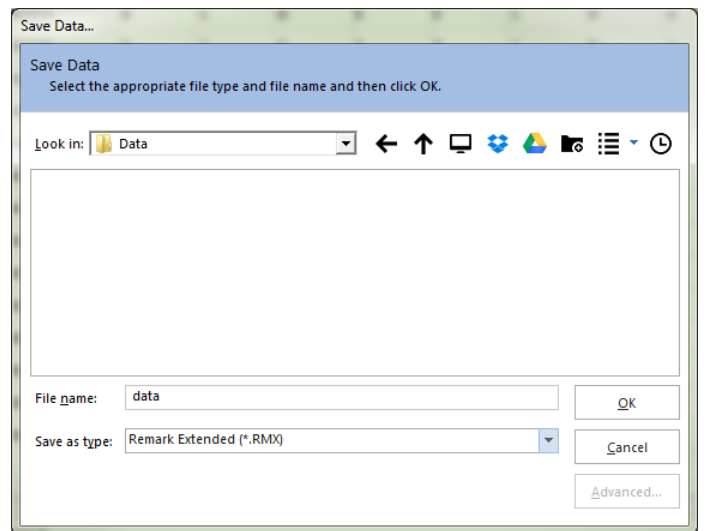 Save Data...
Save Data
Select the appropriate file type and file name and then click OK.
Look in: Data
File name: data
OK
Save as type: Remark Extended (*.RMX)
Cancel
Advanced...